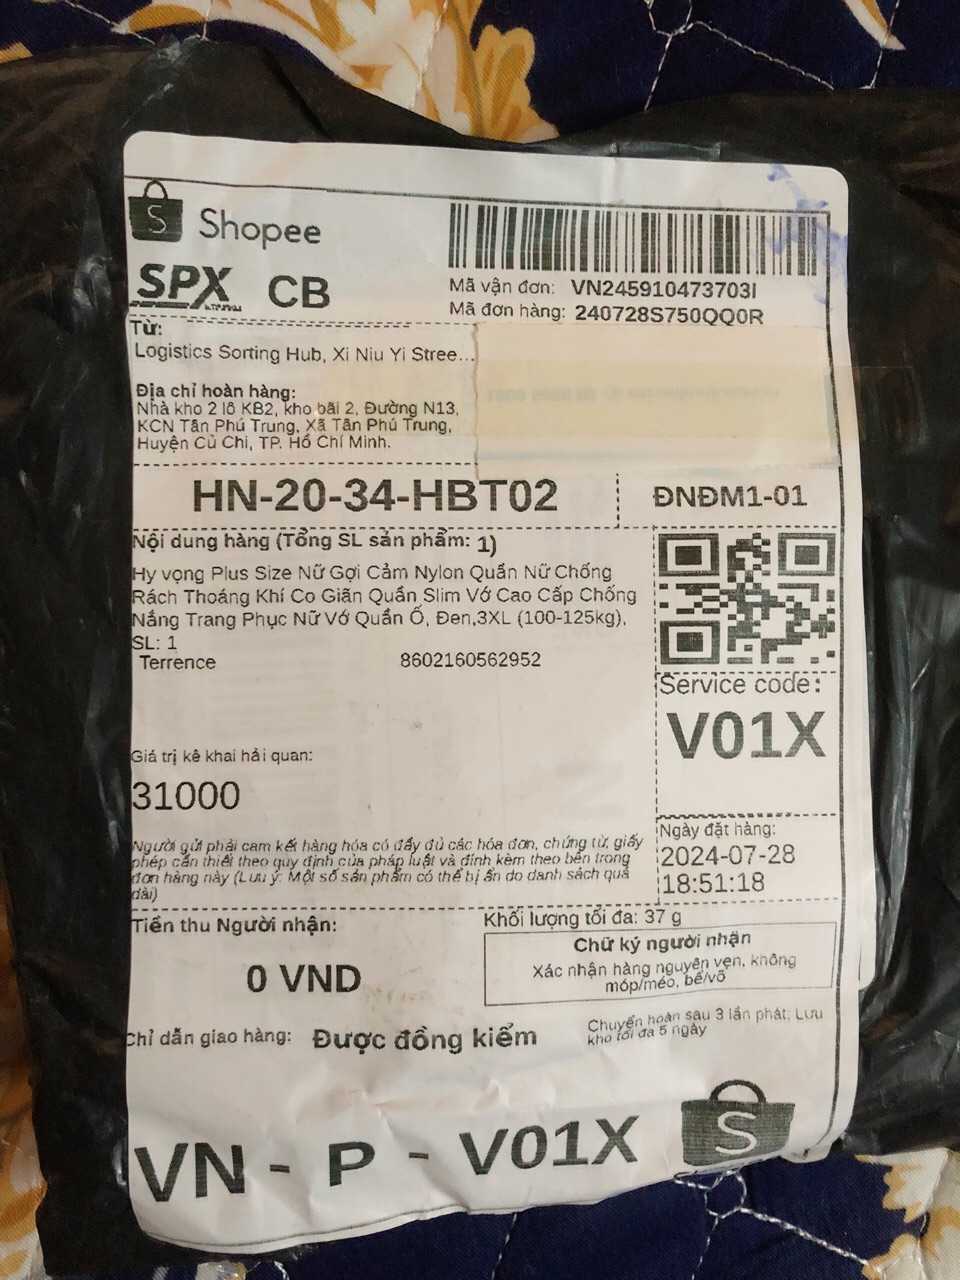 Shopee
SPX CB
Mã vận đơn: VN245910473703I
Mã đơn hàng: 240728S750QQ0R
Từ:
Logistics Sorting Hub, Xi Niu Yi Stree...
Địa chỉ hoàn hàng:
Nhà kho 2 lô KB2, kho bãi 2, Đường N13,
KCN Tân Phú Trung, Xã Tân Phú Trung,
Huyện Củ Chi, TP. Hồ Chí Minh.
HN-20-34-HBT02
ĐNĐM1-01
Nội dung hàng (Tổng SL sản phẩm: 1)
Hy vọng Plus Size Nữ Gợi Cảm Nylon Quần Nữ Chống
Rách Thoáng Khí Co Giãn Quần Slim Vớ Cao Cấp Chống
Nắng Trang Phục Nữ Vớ Quần Ố, Đen,3XL (100-125kg),
SL: 1
Terrence 8602160562952
Service code:
V01X
Giá trị kê khai hải quan:
31000
Người gửi phải cam kết hàng hóa có đầy đủ các hóa đơn, chứng từ, giấy
phép cần thiết theo quy định của pháp luật và đính kèm theo bên trong
đơn hàng này (Lưu ý: Một số sản phẩm có thể bị ẩn do danh sách quá
dài)
Ngày đặt hàng:
2024-07-28
18:51:18
Tiền thu Người nhận:
0 VND
Khối lượng tối đa: 37 g
Chữ ký người nhận
Xác nhận hàng nguyên vẹn, không
móp/méo, bể/vỡ
Chỉ dẫn giao hàng: Được đồng kiểm
Chuyển hoàn sau 3 lần phát; Lưu
kho tối đa 5 ngày
VN - P - V01X
S